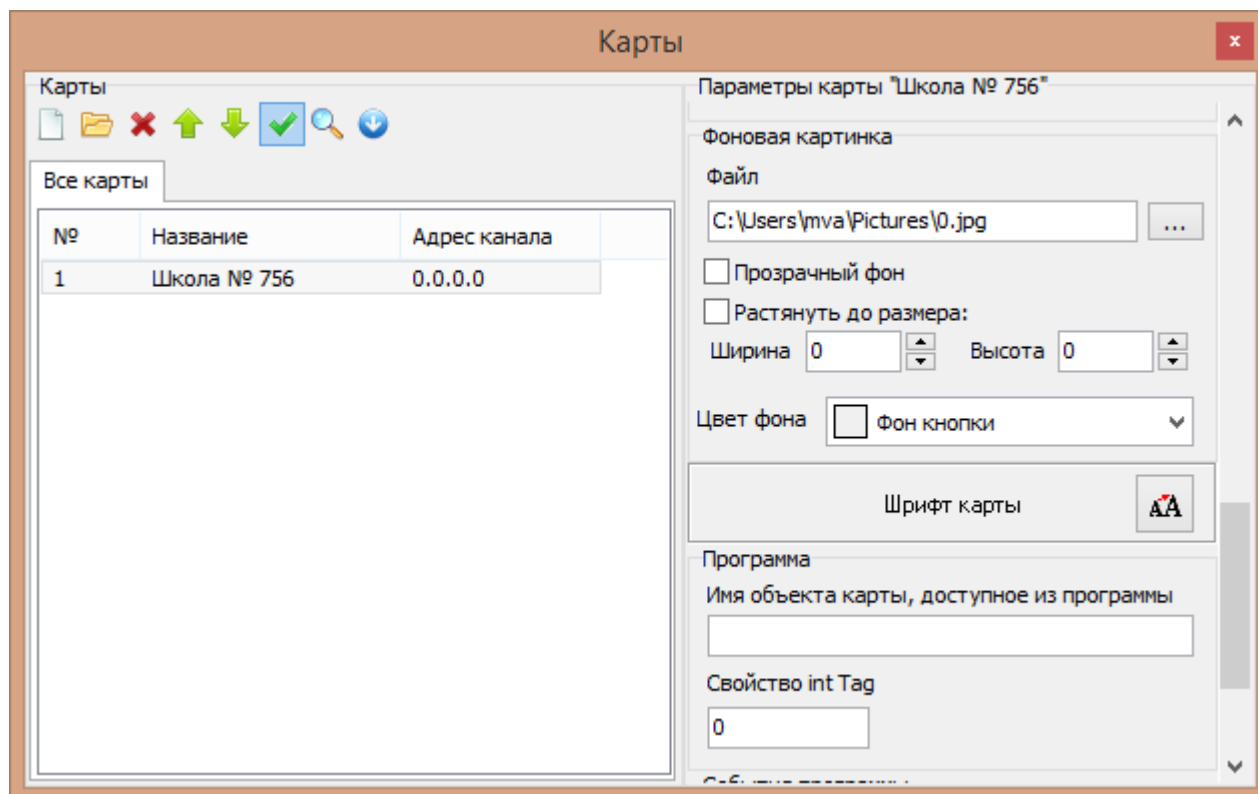 Карты
x
Карты
Все карты
№ Название Адрес канала
1 Школа № 756 0.0.0.0
Параметры карты "Школа № 756"
Фоновая картинка
Файл
C:\Users\mva\Pictures\0.jpg ...
Прозрачный фон
Растянуть до размера:
Ширина 0 Высота 0
Цвет фона Фон кнопки
Шрифт карты AA
Программа
Имя объекта карты, доступное из программы
Свойство int Tag
0